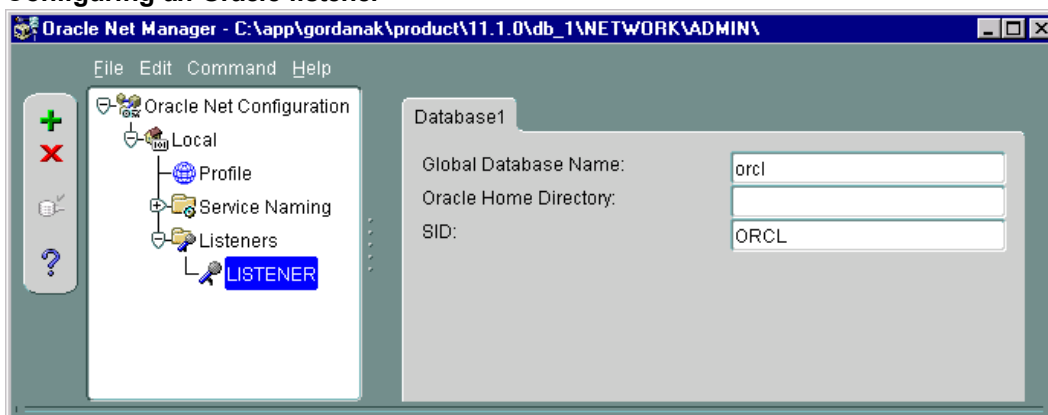 Configuring an Oracle listener
Oracle Net Manager - C:\app\gordanak\product\11.1.0\db_1\NETWORK\ADMIN\
File Edit Command Help
Oracle Net Configuration
Local
Profile
Service Naming
Listeners
LISTENER
Database1
Global Database Name:
orcl
Oracle Home Directory:
SID:
ORCL